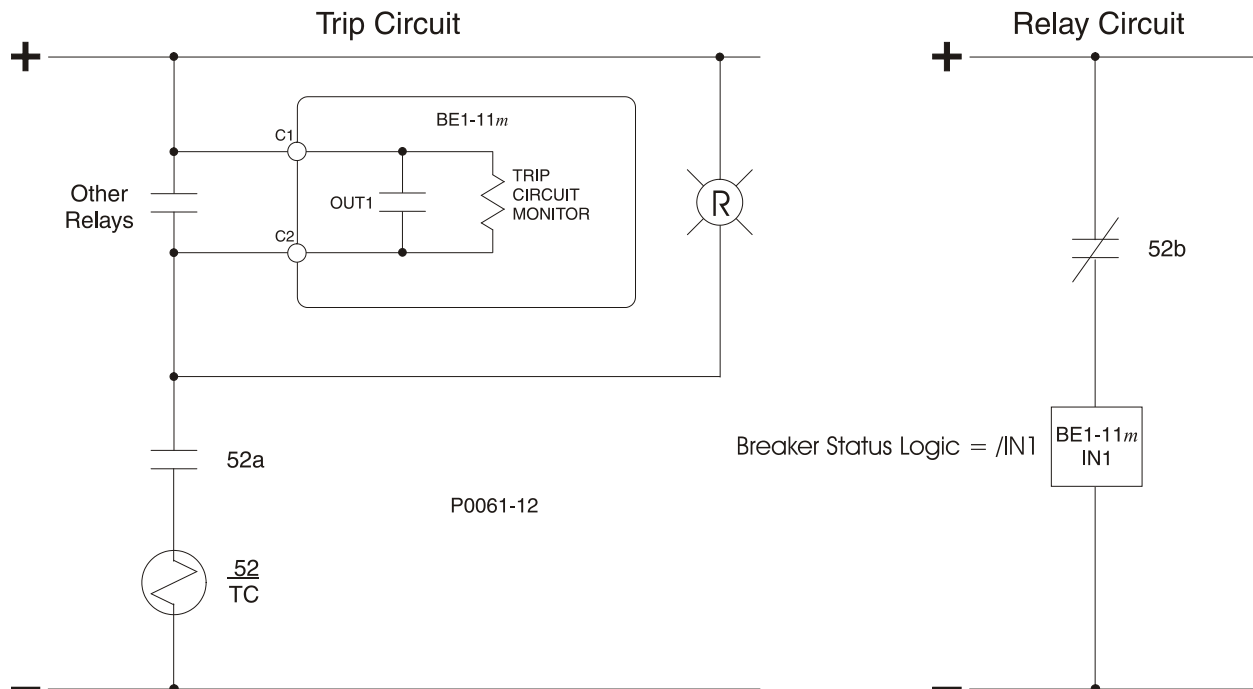 Trip Circuit
Relay Circuit
+
+
BE1-11m
C1
TRIP
CIRCUIT
MONITOR
OUT1
Other
Relays
C2
R
52b
52a
Breaker Status Logic = /IN1
BE1-11m
IN1
P0061-12
52
TC
–
–